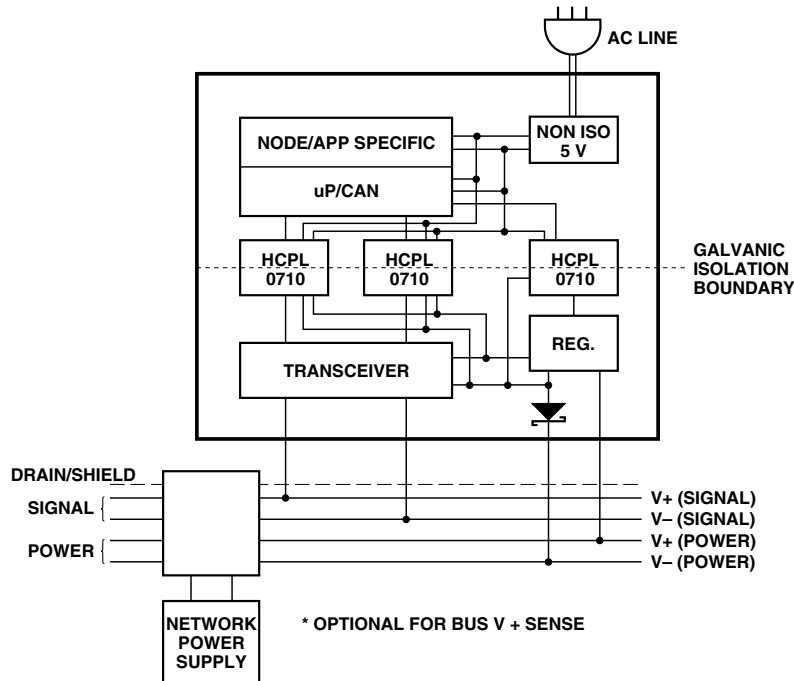 AC LINE
NODE/APP SPECIFIC
NON ISO
5 V
uP/CAN
HCPL
0710
HCPL
0710
HCPL
0710
GALVANIC
ISOLATION
BOUNDARY
REG.
TRANSCEIVER
DRAIN/SHIELD
SIGNAL
V+ (SIGNAL)
V– (SIGNAL)
POWER
V+ (POWER)
V– (POWER)
NETWORK
POWER
SUPPLY
* OPTIONAL FOR BUS V + SENSE